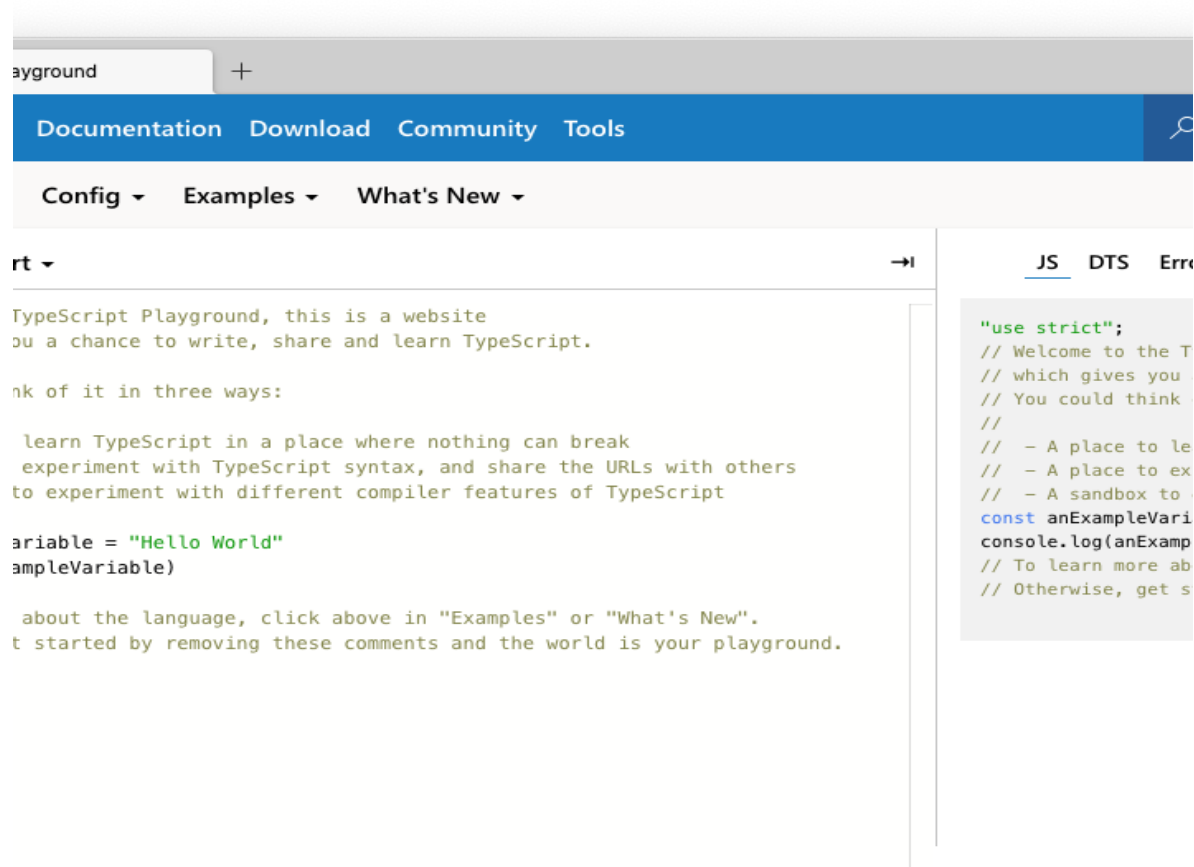 ayground
Documentation Download Community Tools
Config Examples What's New
rt
JS DTS Erro
TypeScript Playground, this is a website
ou a chance to write, share and learn TypeScript.
nk of it in three ways:
learn TypeScript in a place where nothing can break
experiment with TypeScript syntax, and share the URLs with others
to experiment with different compiler features of TypeScript
ariable = "Hello World"
ampleVariable)
about the language, click above in "Examples" or "What's New".
t started by removing these comments and the world is your playground.
"use strict";
// Welcome to the T
// which gives you
// You could think
//
// – A place to lea
// – A place to ex
// – A sandbox to
const anExampleVari
console.log(anExamp
// To learn more ab
// Otherwise, get s